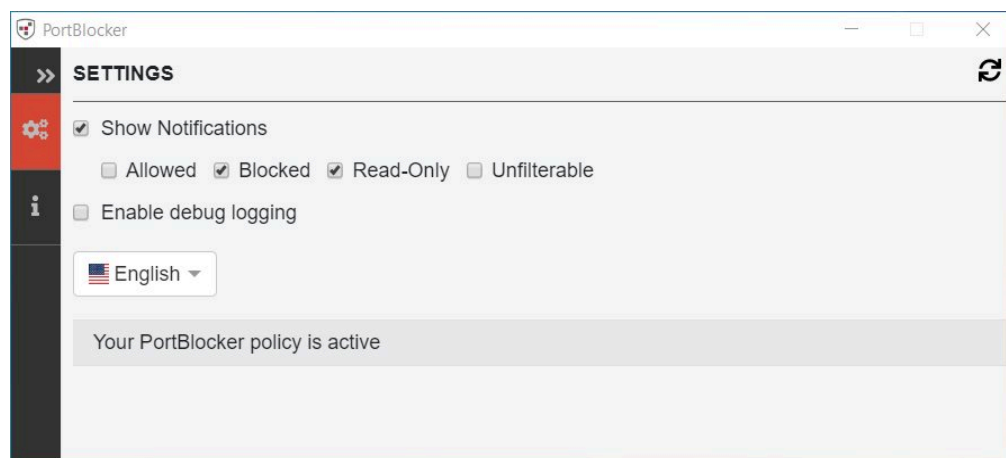 PortBlocker
SETTINGS
Show Notifications
Allowed Blocked Read-Only Unfilterable
Enable debug logging
English
Your PortBlocker policy is active